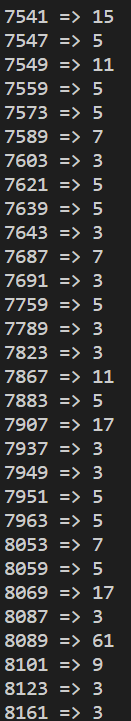 7541 => 15
7547 => 5
7549 => 11
7559 => 5
7573 => 5
7589 => 7
7603 => 3
7621 => 5
7639 => 5
7643 => 3
7687 => 7
7691 => 3
7759 => 5
7789 => 3
7823 => 3
7867 => 11
7883 => 5
7907 => 17
7937 => 3
7949 => 3
7951 => 5
7963 => 5
8053 => 7
8059 => 5
8069 => 17
8087 => 3
8089 => 61
8101 => 9
8123 => 3
8161 => 3